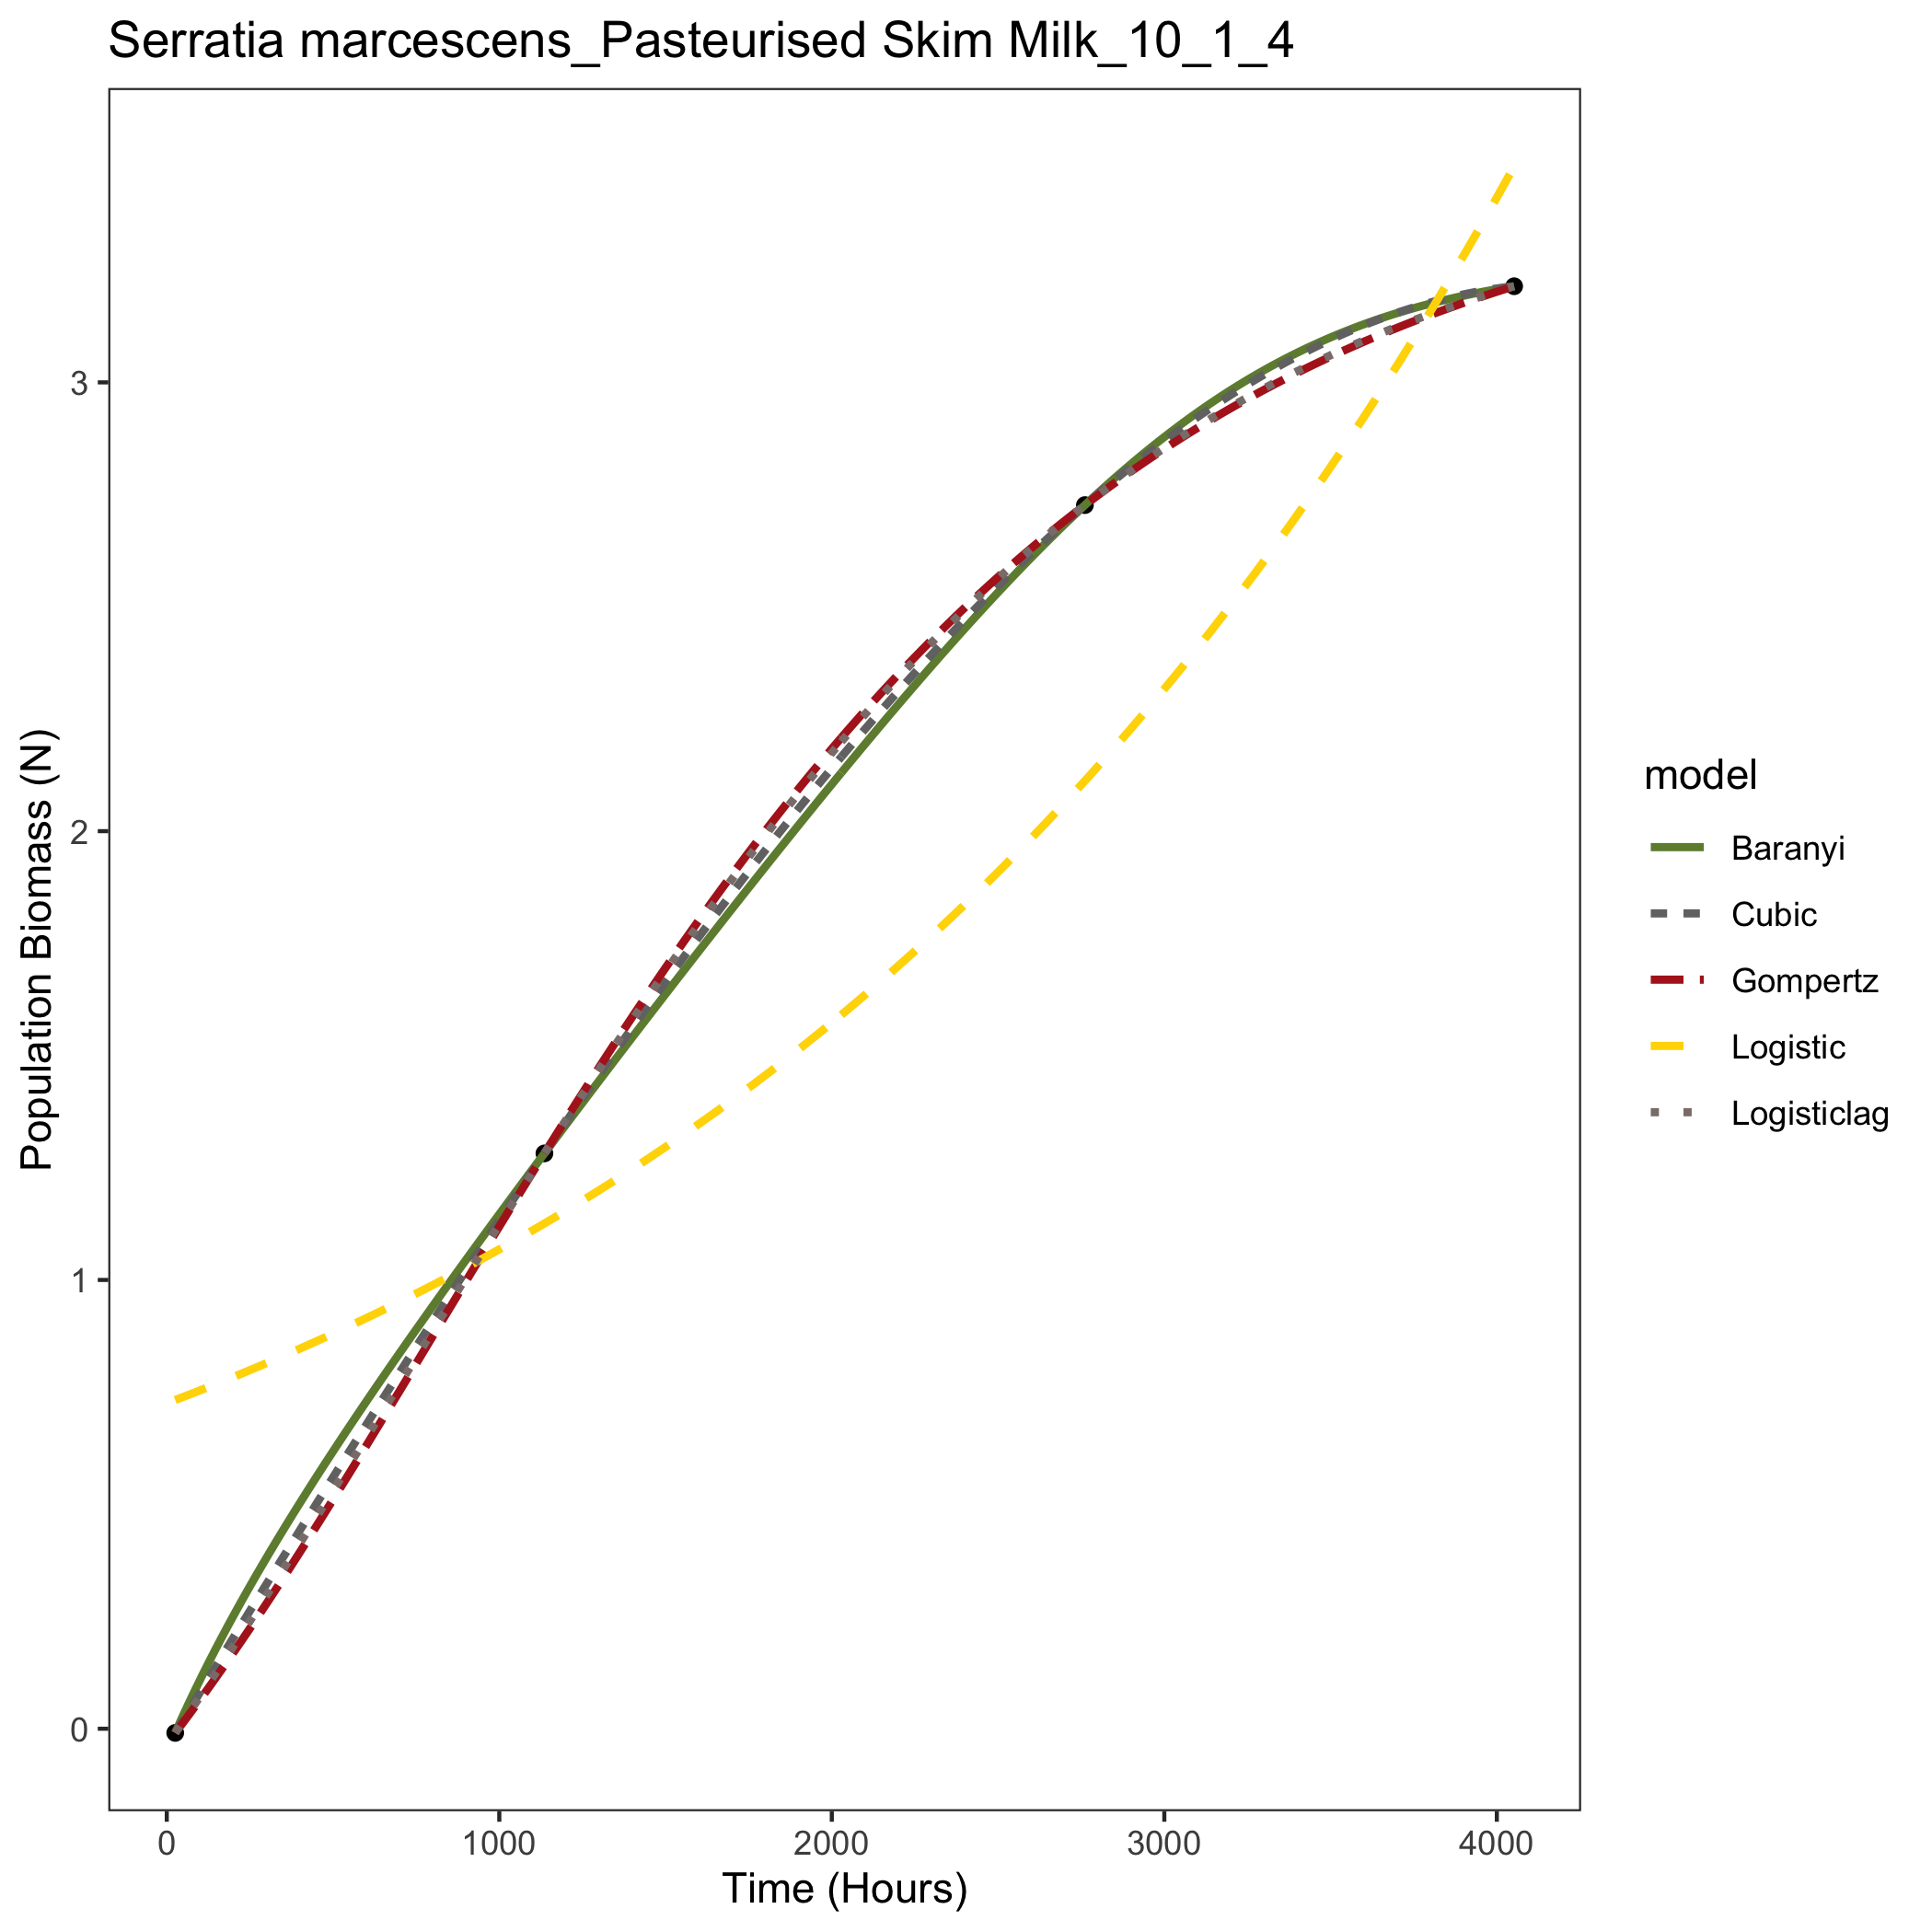 Serratia marcescens_Pasteurised Skim Milk_10_1_4
Population Biomass (N)
3
2
1
0
0 1000 2000 3000 4000
Time (Hours)
model
Baranyi
Cubic
Gompertz
Logistic
Logisticlag